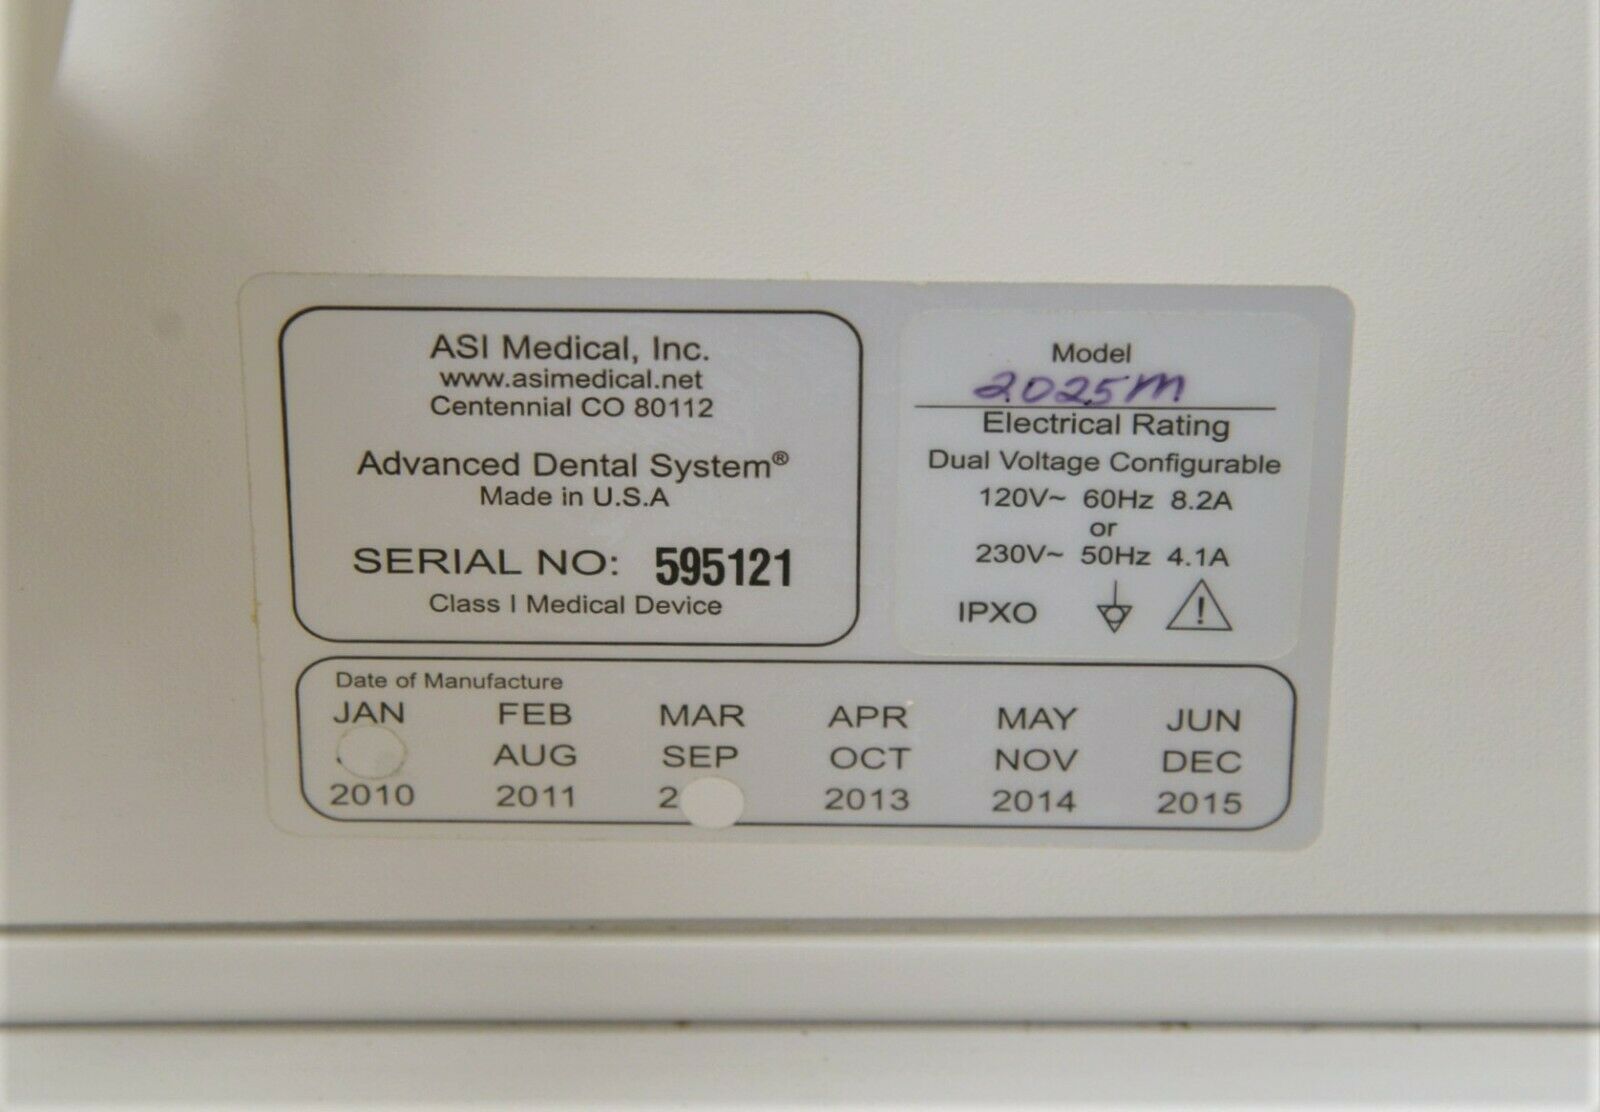 ASI Medical, Inc.
www.asimedical.net
Centennial CO 80112
Advanced Dental System®
Made in U.S.A
SERIAL NO: 595121
Class I Medical Device
Model
2025M
Electrical Rating
Dual Voltage Configurable
120V~ 60Hz 8.2A
or
230V~ 50Hz 4.1A
IPXO
Date of Manufacture
JAN FEB MAR APR MAY JUN
AUG SEP OCT NOV DEC
2010 2011 2 2013 2014 2015